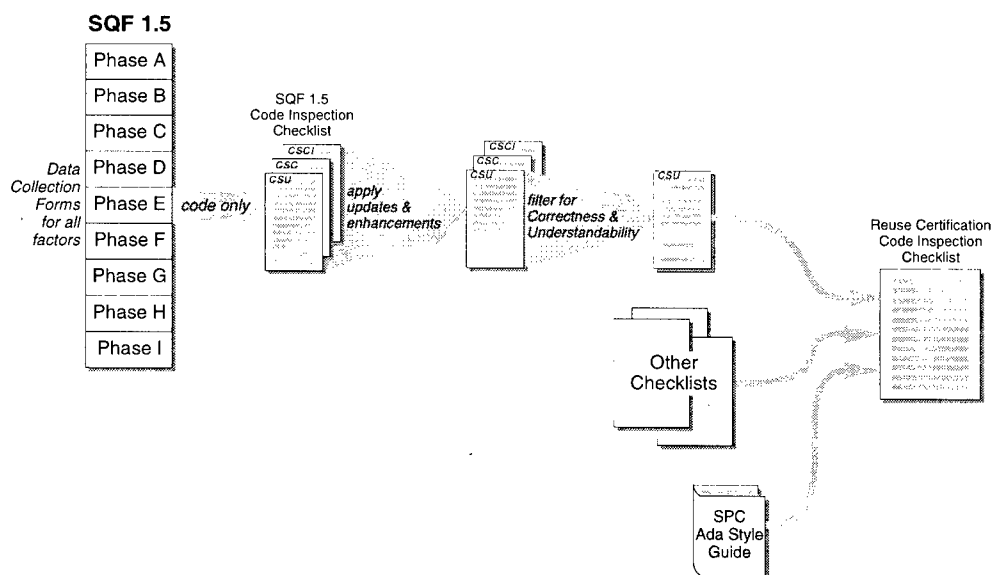 SQF 1.5
Phase A
Phase B
Phase C
Phase D
Phase E
Phase F
Phase G
Phase H
Phase I
Data
Collection
Forms
for all
factors
code only
SQF 1.5
Code Inspection
Checklist
CSCI
CSC
CSU
apply
updates &
enhancements
CSCI
CSC
CSU
filter for
Correctness &
Understandability
CSU
Other
Checklists
SPC
Ada Style
Guide
Reuse Certification
Code Inspection
Checklist